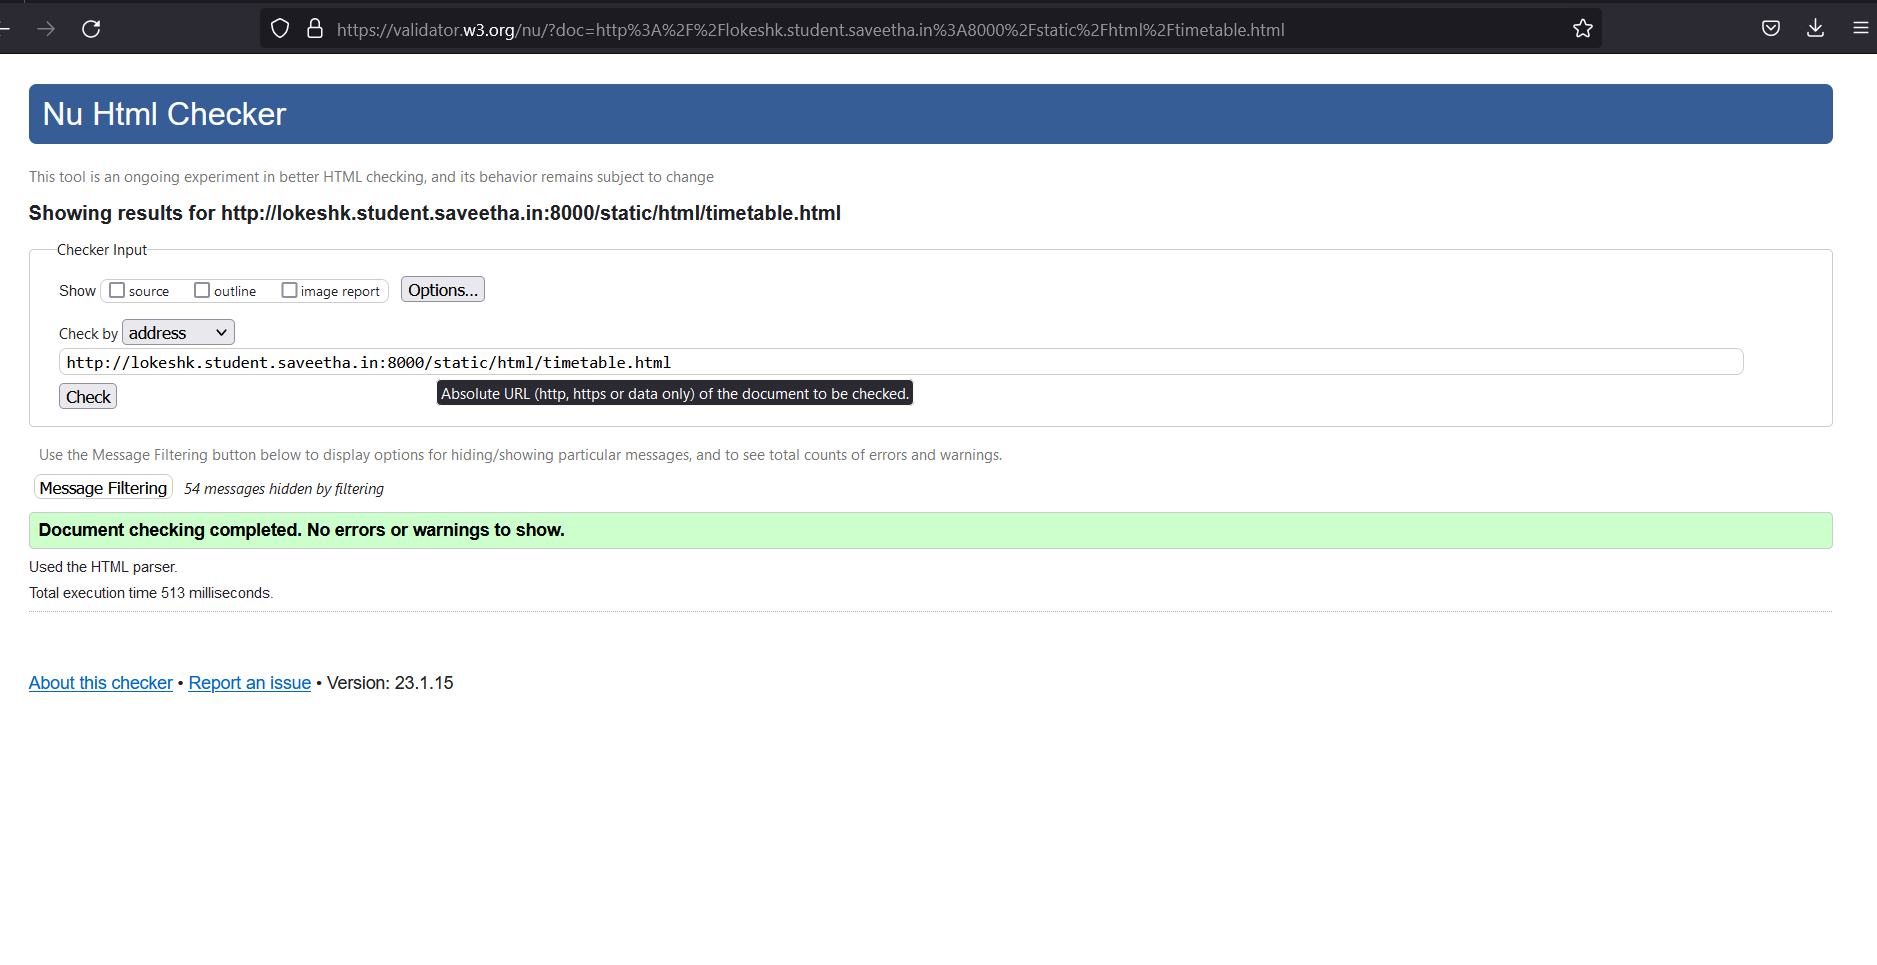 https://validator.w3.org/nu/?doc=http%3A%2F%2Flokeshk.student.saveetha.in%3A8000%2Fstatic%2Fhtml%2Ftimetable.html
Nu Html Checker
This tool is an ongoing experiment in better HTML checking, and its behavior remains subject to change
Showing results for http://lokeshk.student.saveetha.in:8000/static/html/timetable.html
Checker Input
Show source outline image report Options...
Check by address
http://lokeshk.student.saveetha.in:8000/static/html/timetable.html
Check
Absolute URL (http, https or data only) of the document to be checked.
Use the Message Filtering button below to display options for hiding/showing particular messages, and to see total counts of errors and warnings.
Message Filtering 54 messages hidden by filtering
Document checking completed. No errors or warnings to show.
Used the HTML parser.
Total execution time 513 milliseconds.
About this checker • Report an issue • Version: 23.1.15